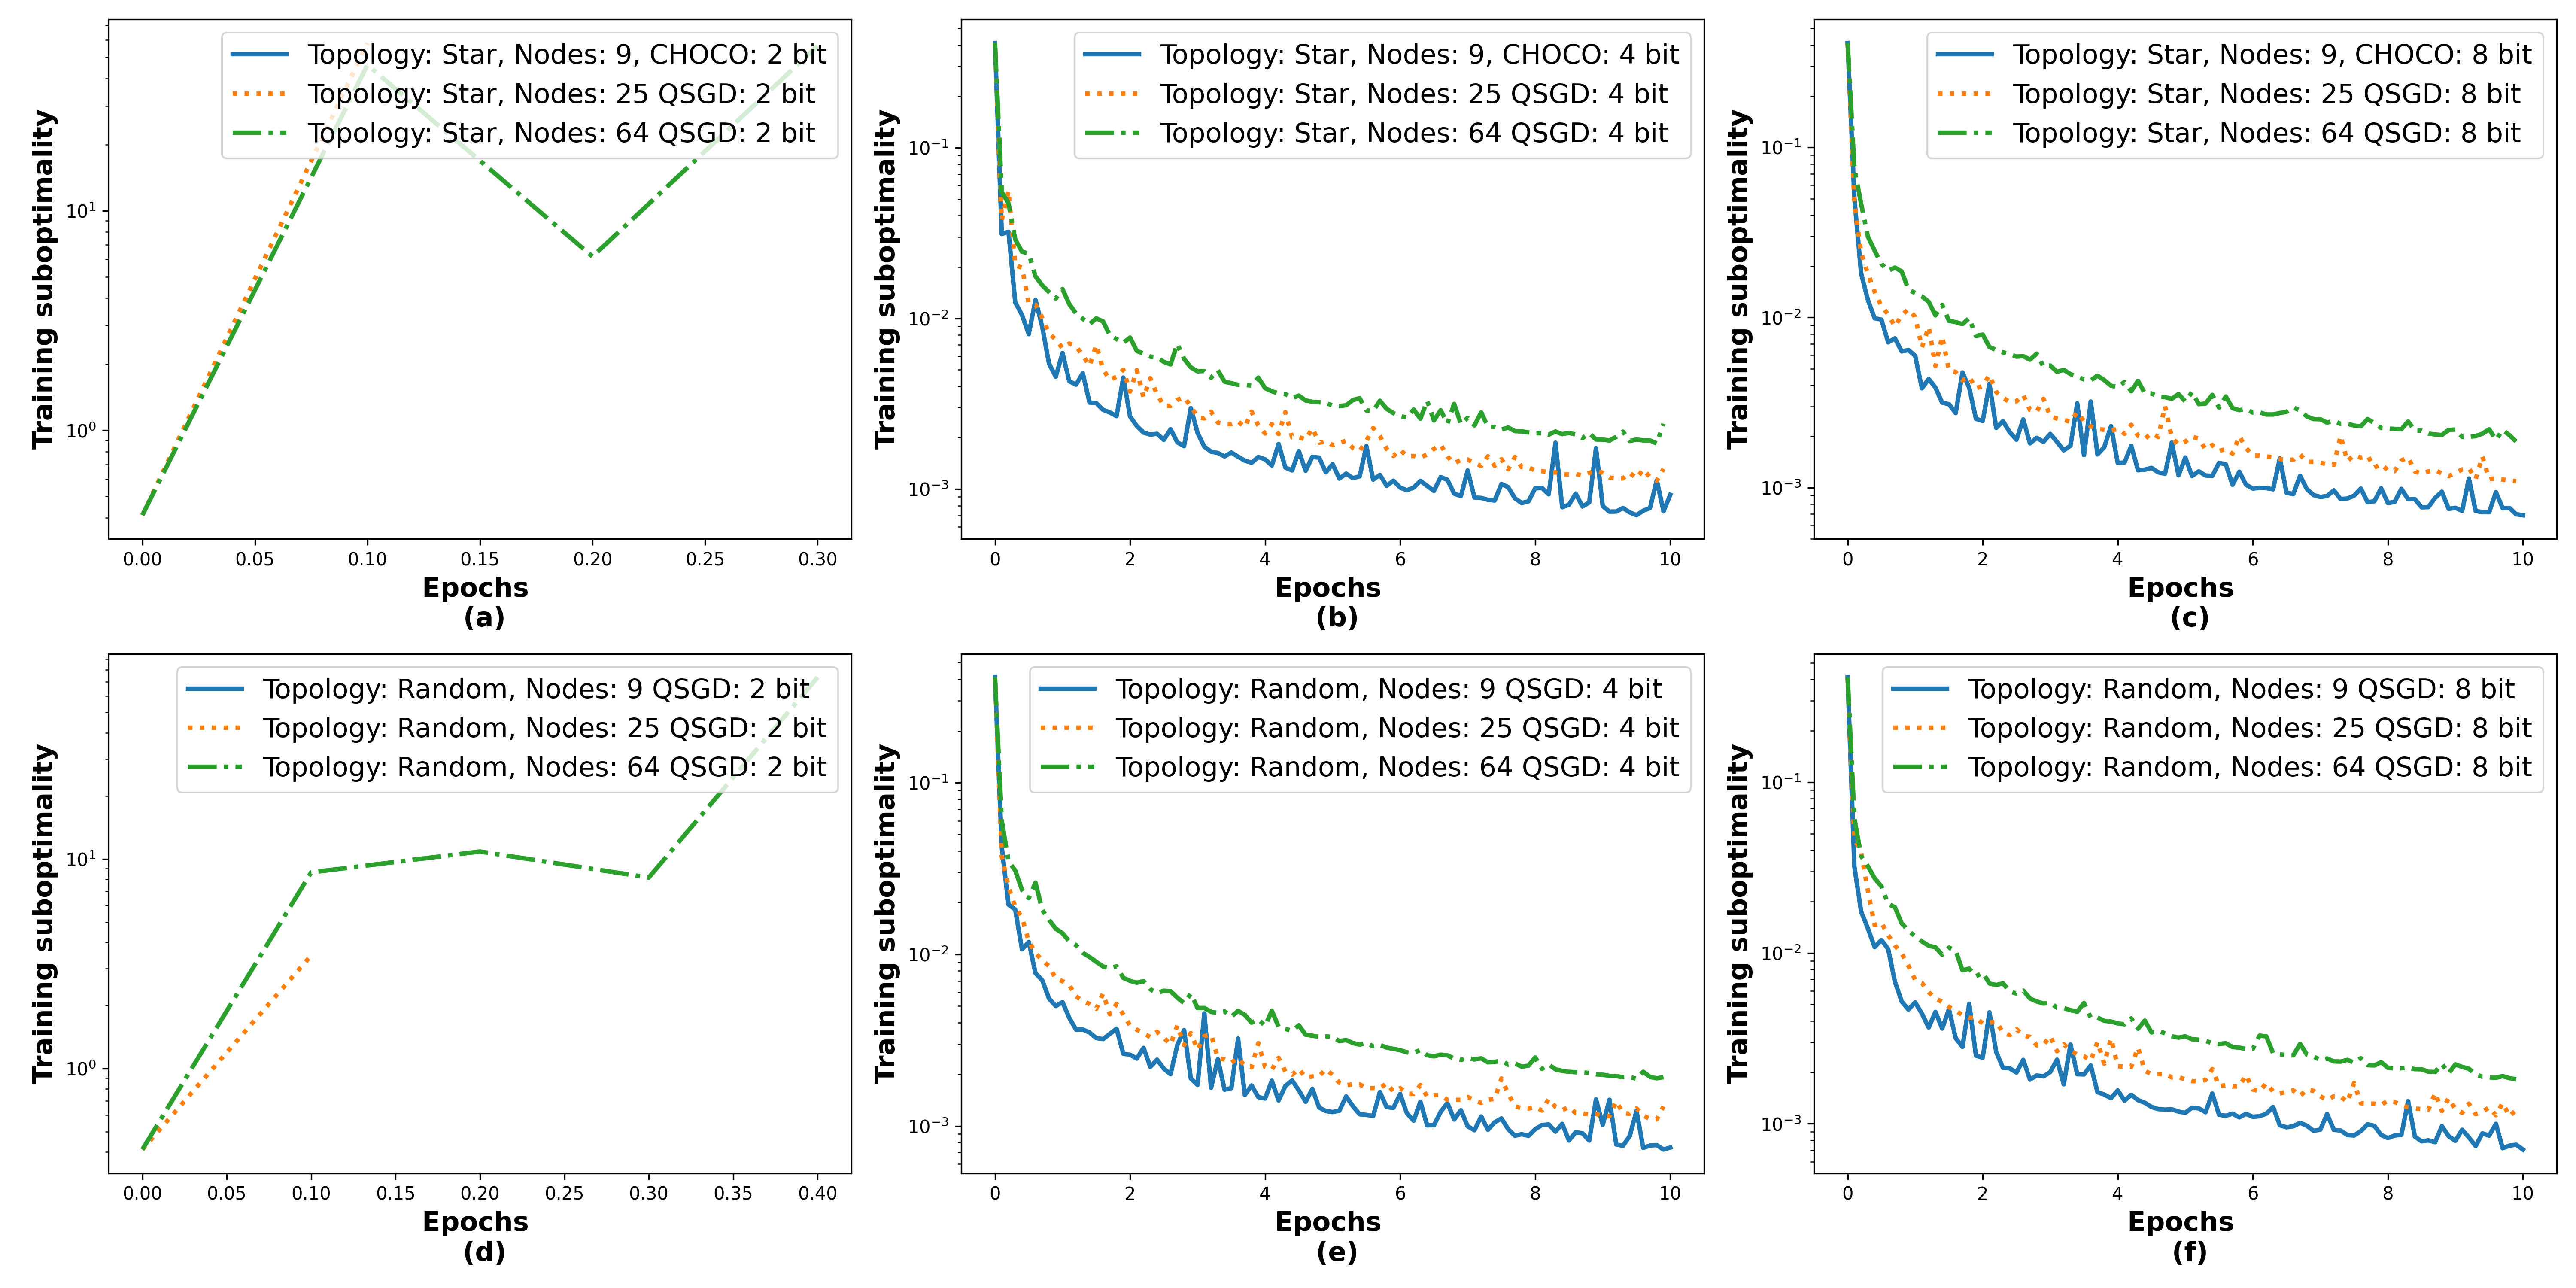 Topology: Star, Nodes: 9, CHOCO: 2 bit
Topology: Star, Nodes: 25 QSGD: 2 bit
Topology: Star, Nodes: 64 QSGD: 2 bit
Training suboptimality
10¹
10⁰
0.00 0.05 0.10 0.15 0.20 0.25 0.30
Epochs
(a)
Topology: Star, Nodes: 9, CHOCO: 4 bit
Topology: Star, Nodes: 25 QSGD: 4 bit
Topology: Star, Nodes: 64 QSGD: 4 bit
Training suboptimality
10⁻¹
10⁻²
10⁻³
0 2 4 6 8 10
Epochs
(b)
Topology: Star, Nodes: 9, CHOCO: 8 bit
Topology: Star, Nodes: 25 QSGD: 8 bit
Topology: Star, Nodes: 64 QSGD: 8 bit
Training suboptimality
10⁻¹
10⁻²
10⁻³
0 2 4 6 8 10
Epochs
(c)
Topology: Random, Nodes: 9 QSGD: 2 bit
Topology: Random, Nodes: 25 QSGD: 2 bit
Topology: Random, Nodes: 64 QSGD: 2 bit
Training suboptimality
10¹
10⁰
0.00 0.05 0.10 0.15 0.20 0.25 0.30 0.35 0.40
Epochs
(d)
Topology: Random, Nodes: 9 QSGD: 4 bit
Topology: Random, Nodes: 25 QSGD: 4 bit
Topology: Random, Nodes: 64 QSGD: 4 bit
Training suboptimality
10⁻¹
10⁻²
10⁻³
0 2 4 6 8 10
Epochs
(e)
Topology: Random, Nodes: 9 QSGD: 8 bit
Topology: Random, Nodes: 25 QSGD: 8 bit
Topology: Random, Nodes: 64 QSGD: 8 bit
Training suboptimality
10⁻¹
10⁻²
10⁻³
0 2 4 6 8 10
Epochs
(f)